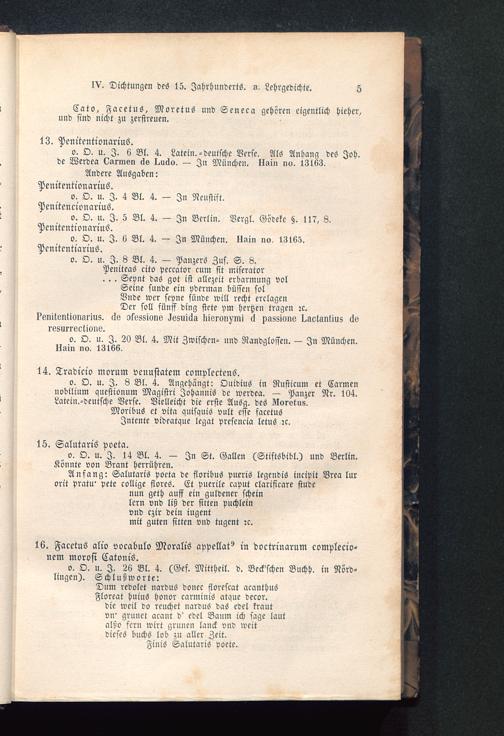 IV. Dichtungen des 15. Jahrhunderts. a. Lehrgedichte. 5
Cato, Facetus, Moretus und Seneca gehören eigentlich hieher,
und sind nicht zu zerstreuen.
13. Penitentionarius.
o. O. u. J. 6 Bl. 4. Latein.-deutsche Verse. Als Anhang des Joh.
de Werdea Carmen de Ludo. — In München. Hain no. 13163.
Andere Ausgaben:
Penitentionarius.
o. O. u. J. 4 Bl. 4. — In Neustift.
Penitencionarius.
o. O. u. J. 5 Bl. 4. — In Berlin. Vergl. Gödeke §. 117, 8.
Penitentionarius.
o. O. u. J. 6 Bl. 4. — In München. Hain no. 13165.
Penitentiarius.
o. O. u. J. 8 Bl. 4. — Panzers Zus. S. 8.
Peniteas cito peccator cum sit miserator
... Seynt das got ist allezeit erbarmung vol
Seine sunde ein yderman büssen sol
Vnde wer seyne sünde will recht erclagen
Der soll fünff ding stete ym hertzen tragen ꝛc.
Penitentionarius. de ofessione Jesuida hieronymi d passione Lactantius de
resurrectione.
o. O. u. J. 20 Bl. 4. Mit Zwischen- und Randglossen. — In München.
Hain no. 13166.
14. Tradicio morum venustatem complectens.
o. O. u. J. 8 Bl. 4. Angehängt: Ouidius in Rusticum et Carmen
nobilium questionum Magistri Johannis de werdea. — Panzer Nr. 104.
Latein.-deutsche Verse. Vielleicht die erste Ausg. des Moretus.
Moribus et vita quisquis vult esse facetus
Intente videatque legat presencia letus ꝛc.
15. Salutaris poeta.
o. O. u. J. 14 Bl. 4. — In St. Gallen (Stiftsbibl.) und Berlin.
Könnte von Brant herrühren.
Anfang: Salutaris poeta de floribus pueris legendis incipit Vrea lur
orit pratu' pete collige flores. Et puerile caput clarificare stude
nun geth auff ein guldener schein
lern vnd liß der sitten puchlein
vnd czir dein iugent
mit guten sitten vnd tugent ꝛc.
16. Facetus alio vocabulo Moralis appellat⁹ in doctrinarum complecio-
nem morosi Catonis.
o. O. u. J. 26 Bl. 4. (Gef. Mittheil. d. Beck'schen Buchh. in Nörd-
lingen). Schlußworte:
Dum redolet nardus donec florescat acanthus
Floreat huius honor carminis atque decor.
die weil do reuchet nardus das edel kraut
vn' grunet acant d' edel Baum ich sage laut
alßo fern wirt grunen lanck vnd weit
dieses buchs lob zu aller Zeit.
Finis Salutaris poete.